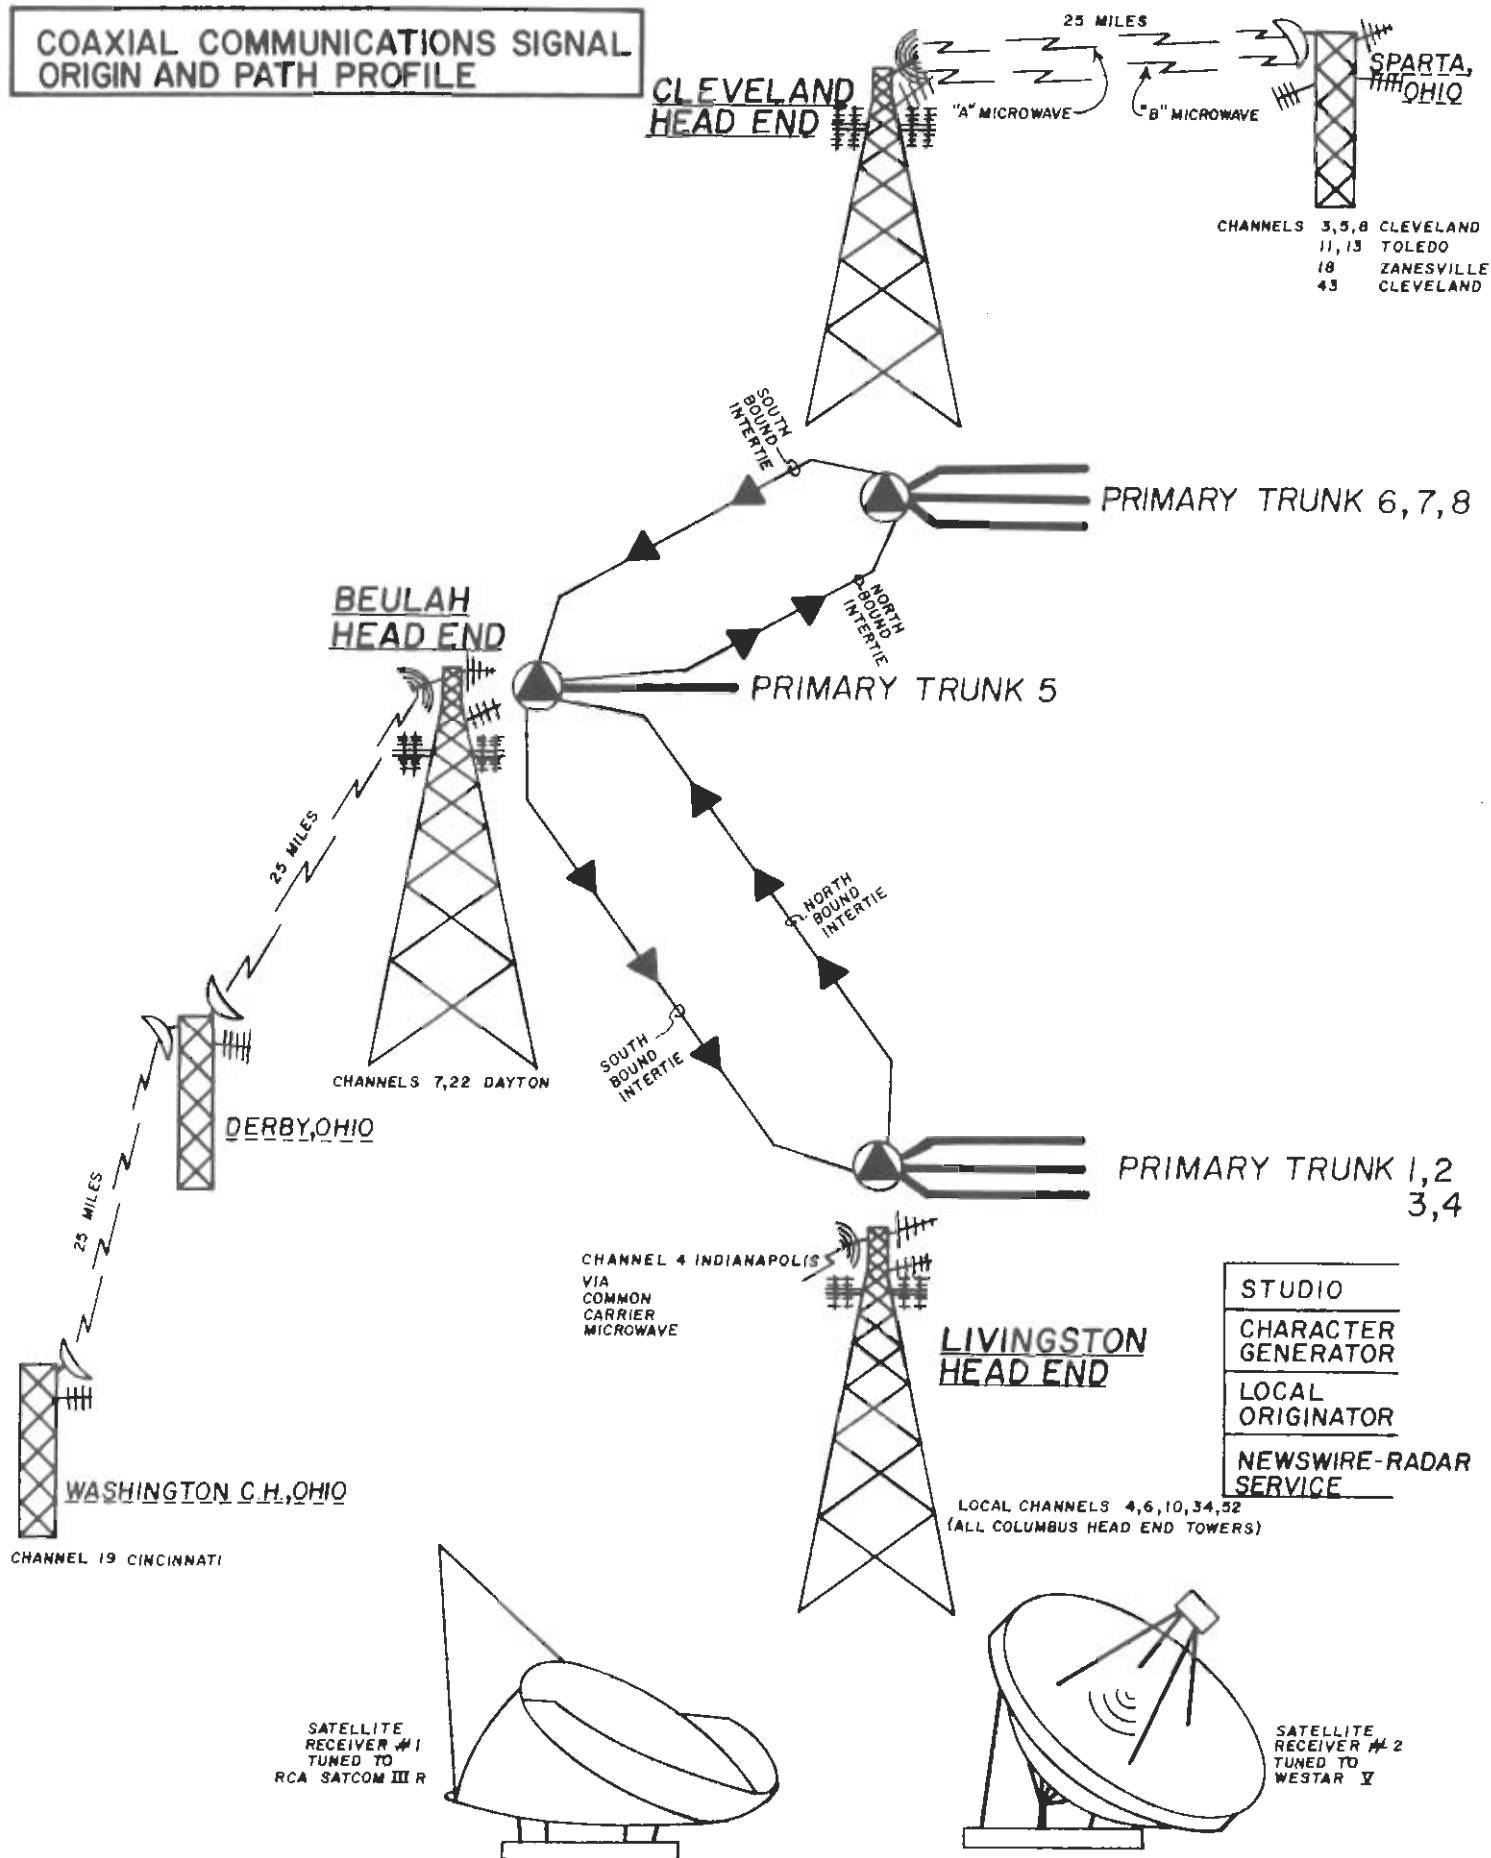 COAXIAL COMMUNICATIONS SIGNAL
ORIGIN AND PATH PROFILE
25 MILES
CLEVELAND
HEAD END
"A" MICROWAVE
"B" MICROWAVE
SPARTA,
OHIO
CHANNELS 3,5,8 CLEVELAND
11,13 TOLEDO
18 ZANESVILLE
43 CLEVELAND
SOUTH
BOUND
INTERTIE
PRIMARY TRUNK 6,7,8
NORTH
BOUND
INTERTIE
BEULAH
HEAD END
PRIMARY TRUNK 5
25 MILES
NORTH
BOUND
INTERTIE
SOUTH
BOUND
INTERTIE
CHANNELS 7,22 DAYTON
DERBY,OHIO
25 MILES
PRIMARY TRUNK 1,2
3,4
CHANNEL 4 INDIANAPOLIS
VIA
COMMON
CARRIER
MICROWAVE
LIVINGSTON
HEAD END
STUDIO
CHARACTER
GENERATOR
LOCAL
ORIGINATOR
NEWSWIRE-RADAR
SERVICE
WASHINGTON C.H.,OHIO
LOCAL CHANNELS 4,6,10,34,52
(ALL COLUMBUS HEAD END TOWERS)
CHANNEL 19 CINCINNATI
SATELLITE
RECEIVER #1
TUNED TO
RCA SATCOM III R
SATELLITE
RECEIVER #2
TUNED TO
WESTAR V